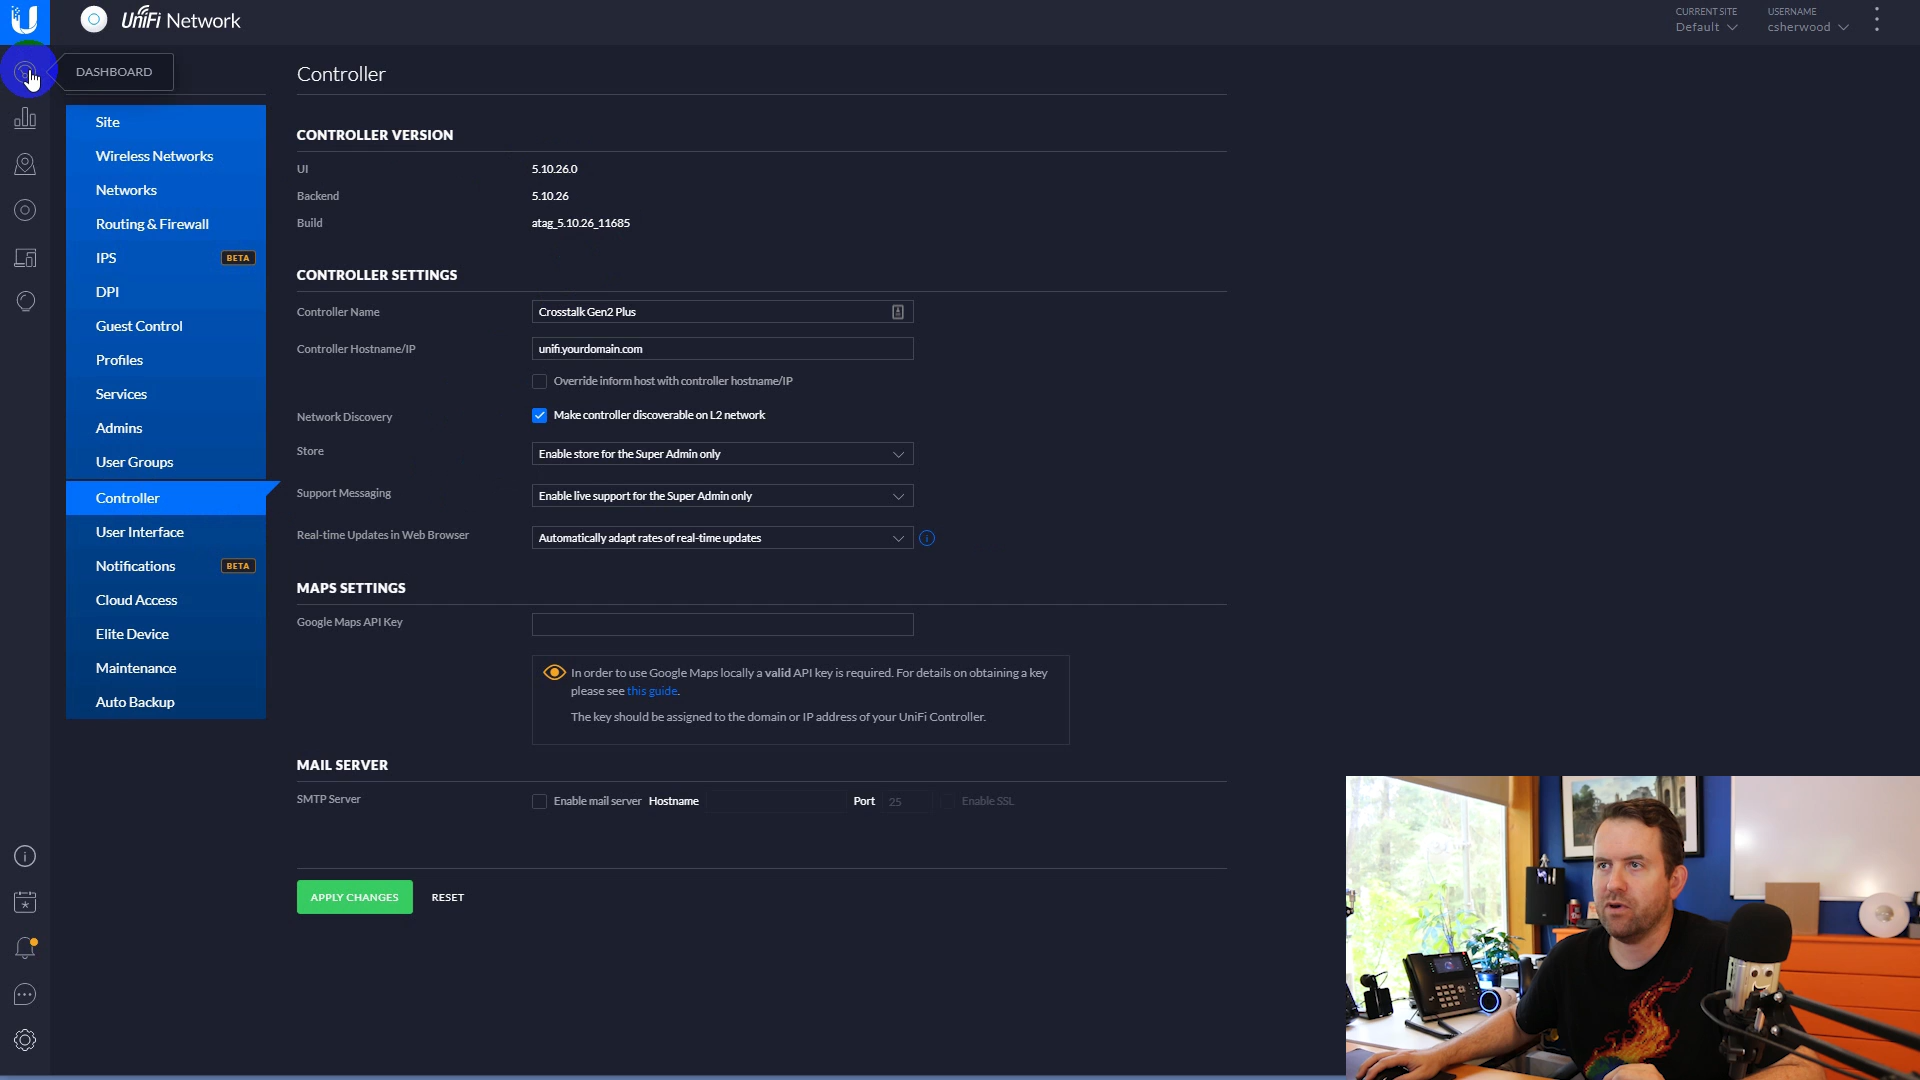 UniFi Network
CURRENT SITE
Default
USERNAME
csherwood
DASHBOARD
Site
Wireless Networks
Networks
Routing & Firewall
IPS BETA
DPI
Guest Control
Profiles
Services
Admins
User Groups
Controller
User Interface
Notifications BETA
Cloud Access
Elite Device
Maintenance
Auto Backup
Controller
CONTROLLER VERSION
UI 5.10.26.0
Backend 5.10.26
Build atag_5.10.26_11685
CONTROLLER SETTINGS
Controller Name Crosstalk Gen2 Plus
Controller Hostname/IP unifi.yourdomain.com
Override inform host with controller hostname/IP
Network Discovery Make controller discoverable on L2 network
Store Enable store for the Super Admin only
Support Messaging Enable live support for the Super Admin only
Real-time Updates in Web Browser Automatically adapt rates of real-time updates
MAPS SETTINGS
Google Maps API Key
In order to use Google Maps locally a valid API key is required. For details on obtaining a key
please see this guide.
The key should be assigned to the domain or IP address of your UniFi Controller.
MAIL SERVER
SMTP Server Enable mail server Hostname Port 25 Enable SSL
APPLY CHANGES RESET